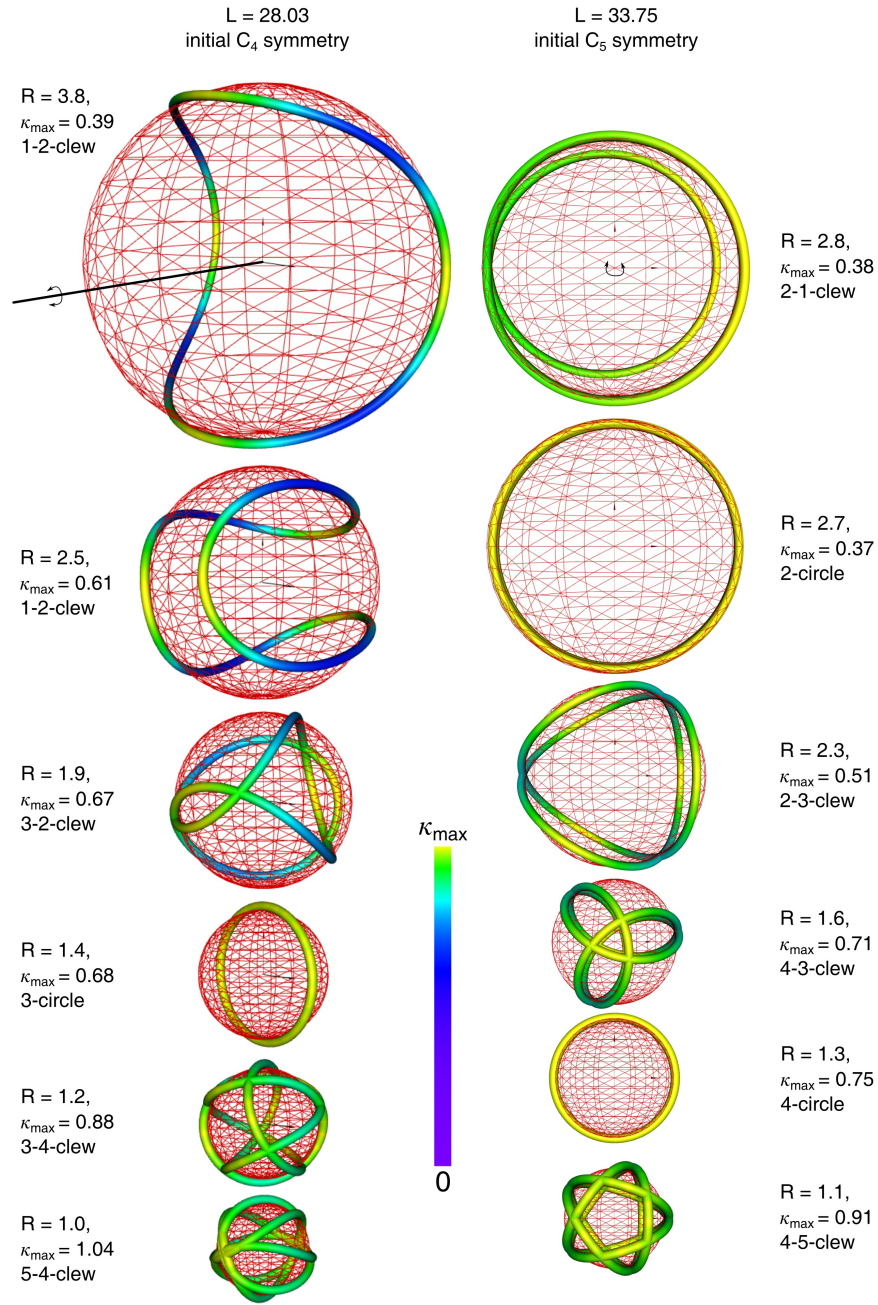 L = 28.03
initial C₄ symmetry
R = 3.8,
κmax = 0.39
1-2-clew
R = 2.5,
κmax = 0.61
1-2-clew
R = 1.9,
κmax = 0.67
3-2-clew
R = 1.4,
κmax = 0.68
3-circle
R = 1.2,
κmax = 0.88
3-4-clew
R = 1.0,
κmax = 1.04
5-4-clew
κmax
0
L = 33.75
initial C₅ symmetry
R = 2.8,
κmax = 0.38
2-1-clew
R = 2.7,
κmax = 0.37
2-circle
R = 2.3,
κmax = 0.51
2-3-clew
R = 1.6,
κmax = 0.71
4-3-clew
R = 1.3,
κmax = 0.75
4-circle
R = 1.1,
κmax = 0.91
4-5-clew